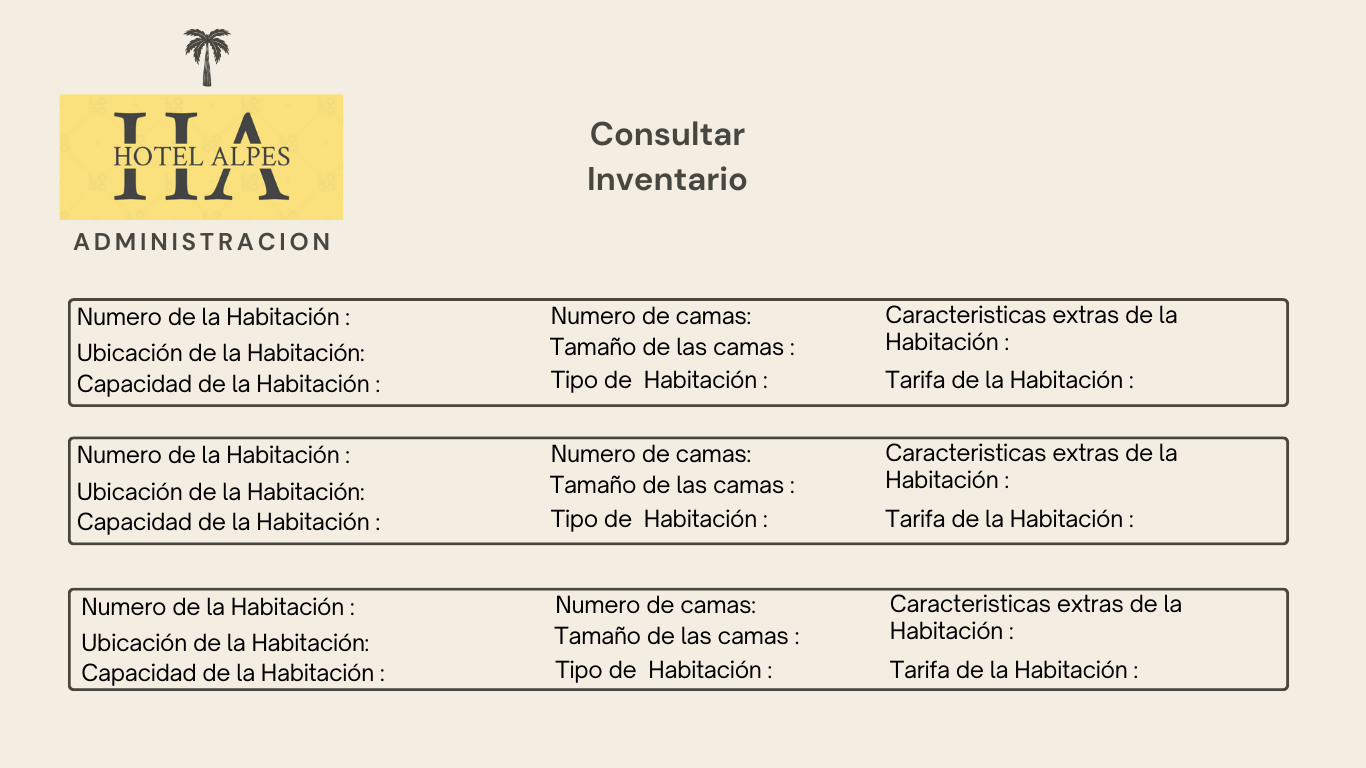 HA
HOTEL ALPES
ADMINISTRACION
Consultar
Inventario
Numero de la Habitación :
Ubicación de la Habitación:
Capacidad de la Habitación :
Numero de camas:
Tamaño de las camas :
Tipo de  Habitación :
Caracteristicas extras de la
Habitación :
Tarifa de la Habitación :
Numero de la Habitación :
Ubicación de la Habitación:
Capacidad de la Habitación :
Numero de camas:
Tamaño de las camas :
Tipo de  Habitación :
Caracteristicas extras de la
Habitación :
Tarifa de la Habitación :
Numero de la Habitación :
Ubicación de la Habitación:
Capacidad de la Habitación :
Numero de camas:
Tamaño de las camas :
Tipo de  Habitación :
Caracteristicas extras de la
Habitación :
Tarifa de la Habitación :